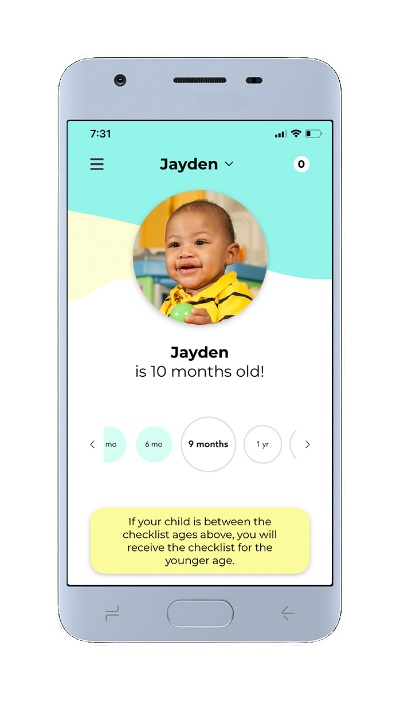 7:31
Jayden
0
Jayden
is 10 months old!
mo
6 mo
9 months
1 yr
If your child is between the
checklist ages above, you will
receive the checklist for the
younger age.